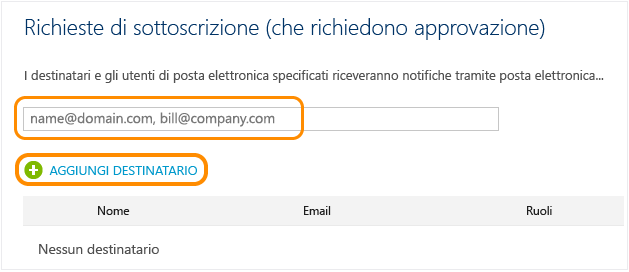 Richieste di sottoscrizione (che richiedono approvazione)
I destinatari e gli utenti di posta elettronica specificati riceveranno notifiche tramite posta elettronica...
name@domain.com, bill@company.com
AGGIUNGI DESTINATARIO
Nome Email Ruoli
Nessun destinatario